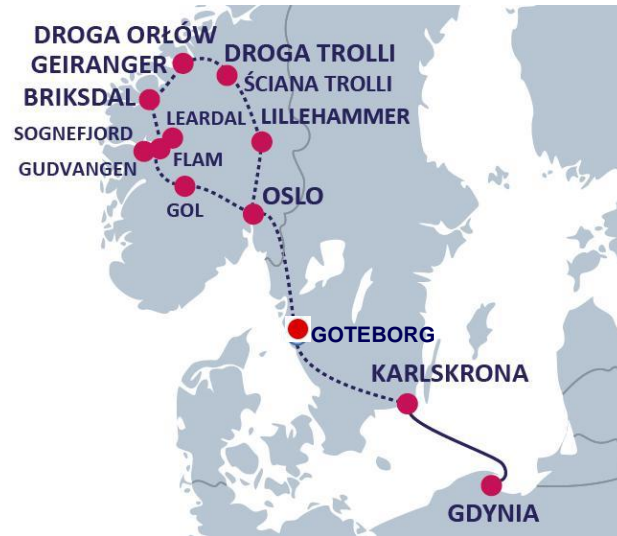 DROGA ORŁÓW
GEIRANGER
DROGA TROLLI
ŚCIANA TROLLI
BRIKSDAL
LEARDAL
LILLEHAMMER
SOGNEFJORD
FLAM
GUDVANGEN
GOL
OSLO
GOTEBORG
KARLSKRONA
GDYNIA